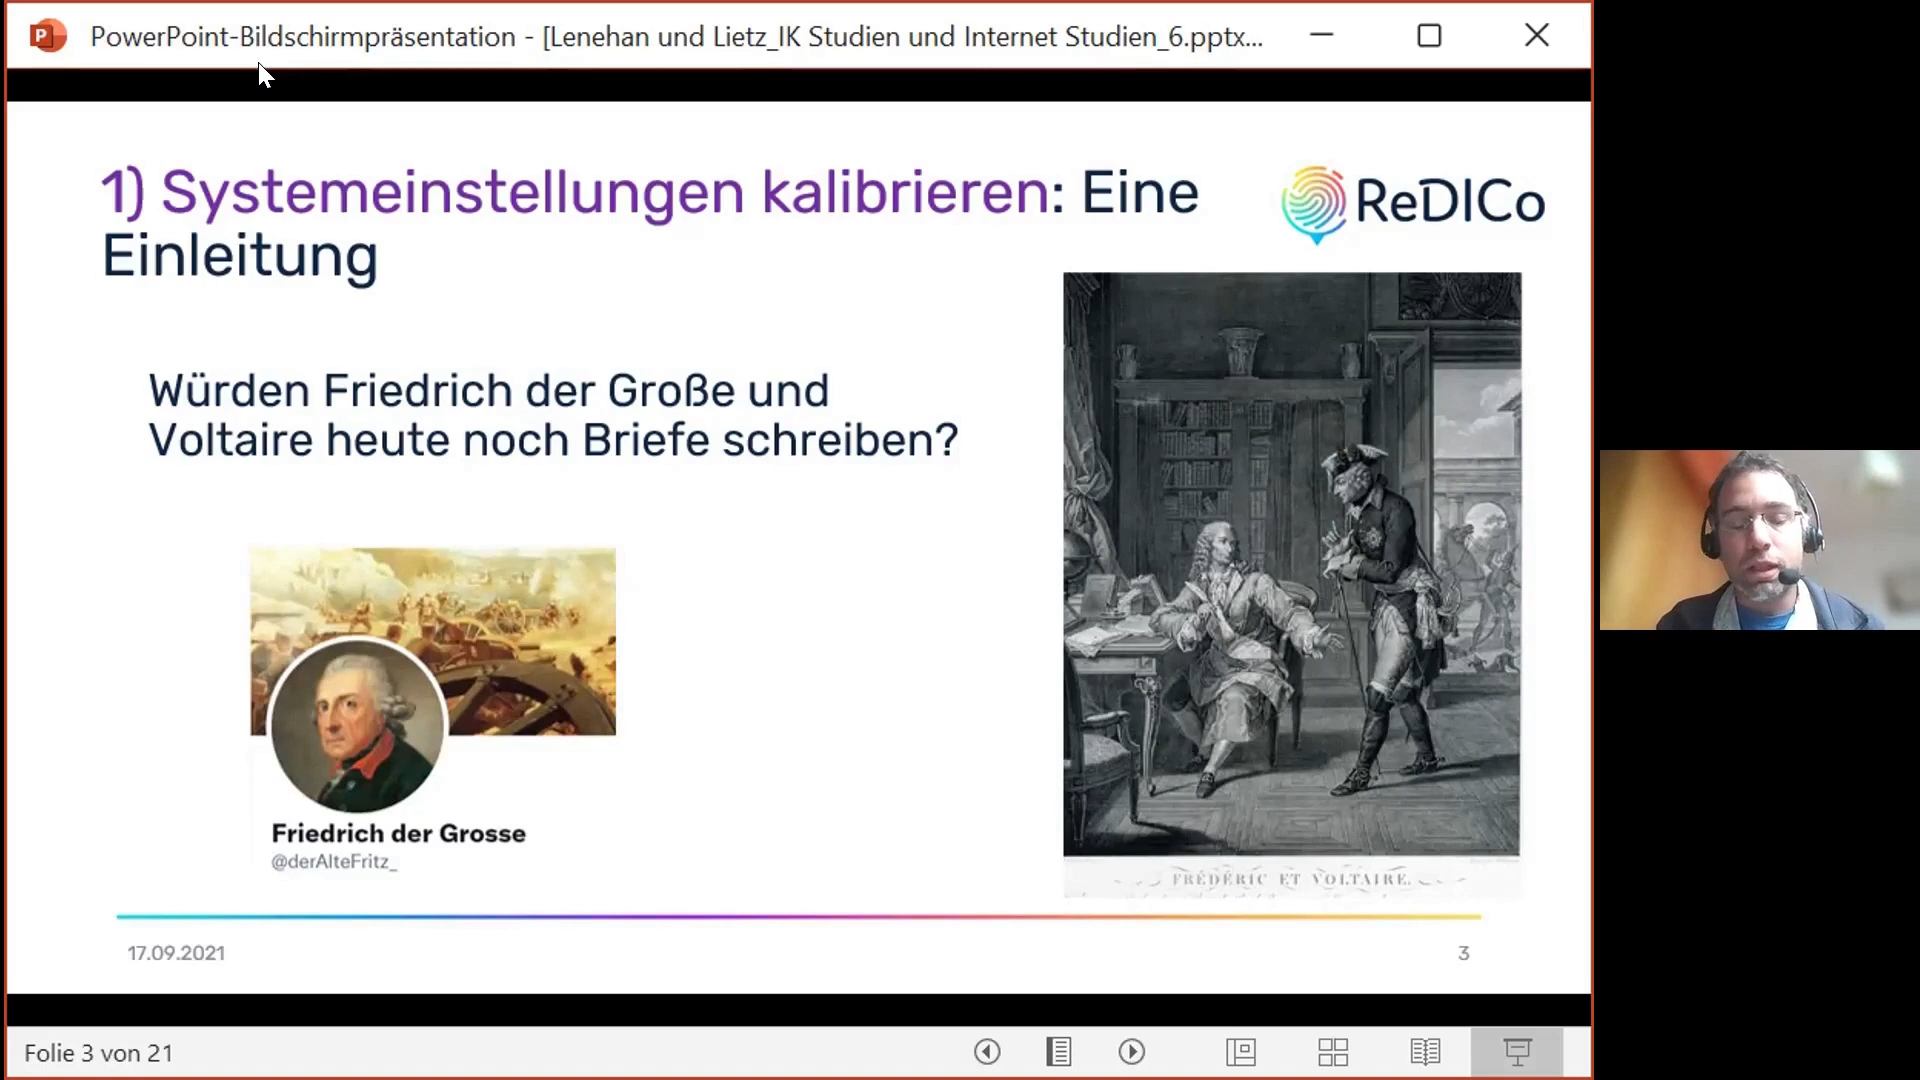 PowerPoint-Bildschirmpräsentation - [Lenehan und Lietz_IK Studien und Internet Studien_6.pptx...
1) Systemeinstellungen kalibrieren: Eine
Einleitung
ReDICo
Würden Friedrich der Große und
Voltaire heute noch Briefe schreiben?
Friedrich der Grosse
@derAlteFritz_
FRÉDÉRIC ET VOLTAIRE.
17.09.2021
3
Folie 3 von 21